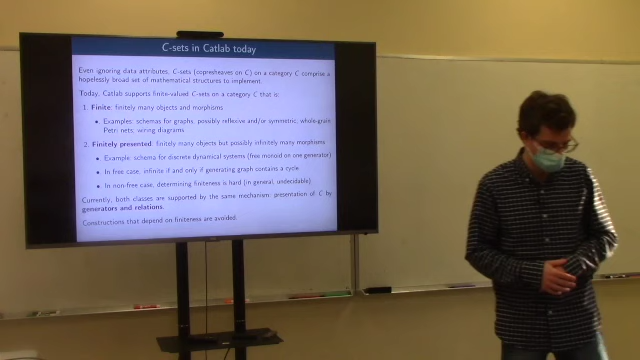 C-sets in Catlab today
Even ignoring data attributes, C-sets (copresheaves on C) on a category C comprise a
hopelessly broad set of mathematical structures to implement.
Today, Catlab supports finite-valued C-sets on a category C that is:
1. Finite: finitely many objects and morphisms
• Examples: schemas for graphs, possibly reflexive and/or symmetric, whole-grain
Petri nets, wiring diagrams
2. Finitely presented: finitely many objects but possibly infinitely many morphisms
• Example: schema for discrete dynamical systems (free monoid on one generator)
• In free case, infinite if and only if generating graph contains a cycle
• In non-free case, determining finiteness is hard (in general, undecidable)
Currently, both classes are supported by the same mechanism: presentation of C by
generators and relations.
Constructions that depend on finiteness are avoided.